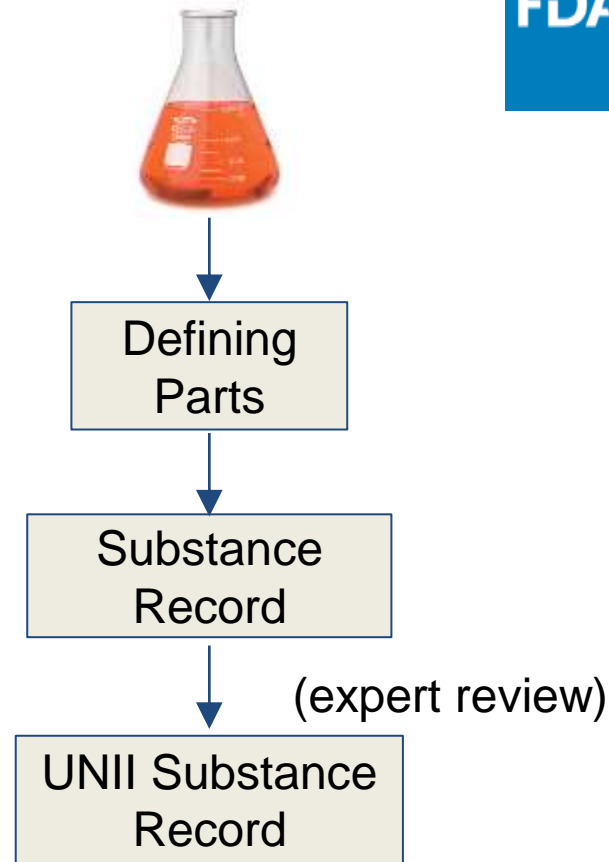 FDA
Defining
Parts
Substance
Record
(expert review)
UNII Substance
Record